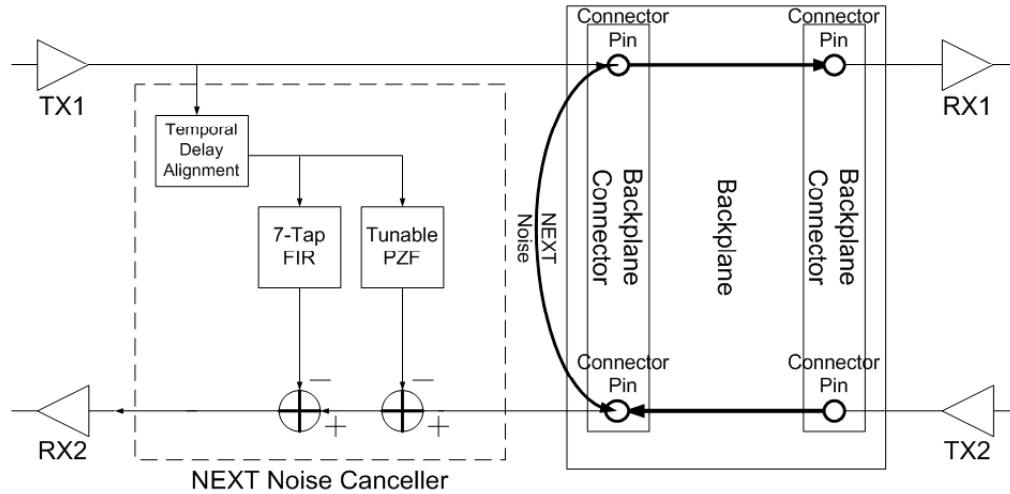 Connector
Pin
Connector
Pin
TX1
RX1
Temporal
Delay
Alignment
7-Tap
FIR
Tunable
PZF
NEXT
Noise
Backplane
Connector
Backplane
Backplane
Connector
Connector
Pin
Connector
Pin
−
+
−
+
RX2
TX2
NEXT Noise Canceller